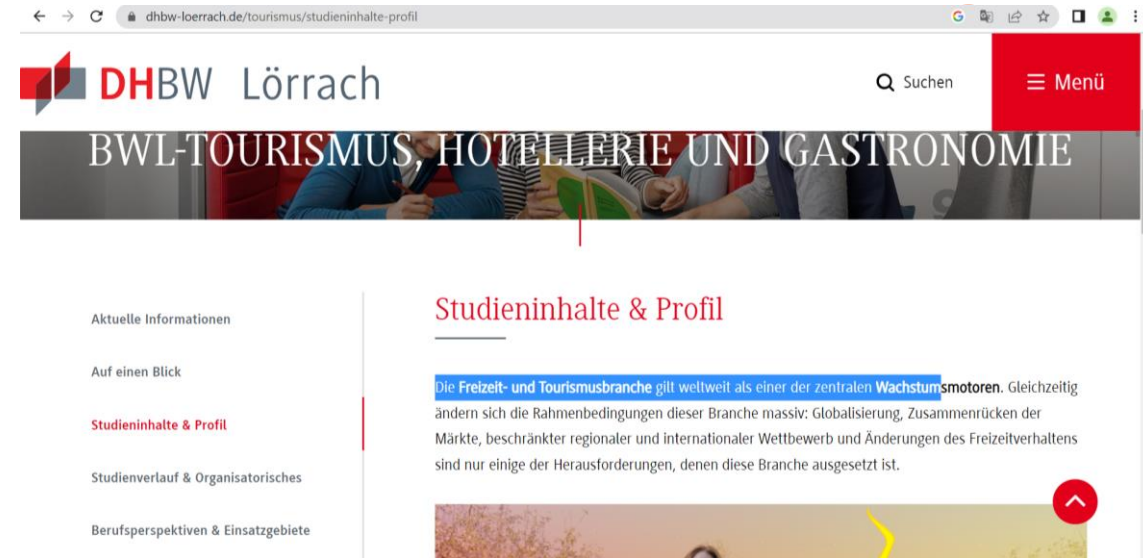 dhbw-loerrach.de/tourismus/studieninhalte-profil
DHBW Lörrach
Suchen
Menü
BWL-TOURISMUS, HOTELLERIE UND GASTRONOMIE
Aktuelle Informationen
Auf einen Blick
Studieninhalte & Profil
Studienverlauf & Organisatorisches
Berufsperspektiven & Einsatzgebiete
Studieninhalte & Profil
Die Freizeit- und Tourismusbranche gilt weltweit als einer der zentralen Wachstumsmotoren. Gleichzeitig
ändern sich die Rahmenbedingungen dieser Branche massiv: Globalisierung, Zusammenrücken der
Märkte, beschränkter regionaler und internationaler Wettbewerb und Änderungen des Freizeitverhaltens
sind nur einige der Herausforderungen, denen diese Branche ausgesetzt ist.